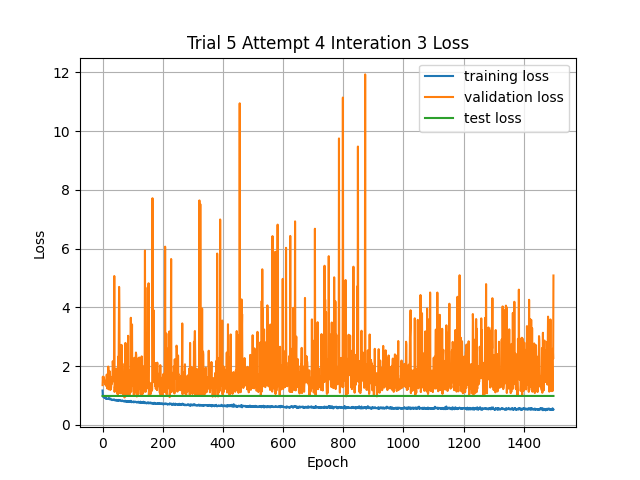 Trial 5 Attempt 4 Interation 3 Loss
training loss
validation loss
test loss
Loss
12
10
8
6
4
2
0
0 200 400 600 800 1000 1200 1400
Epoch